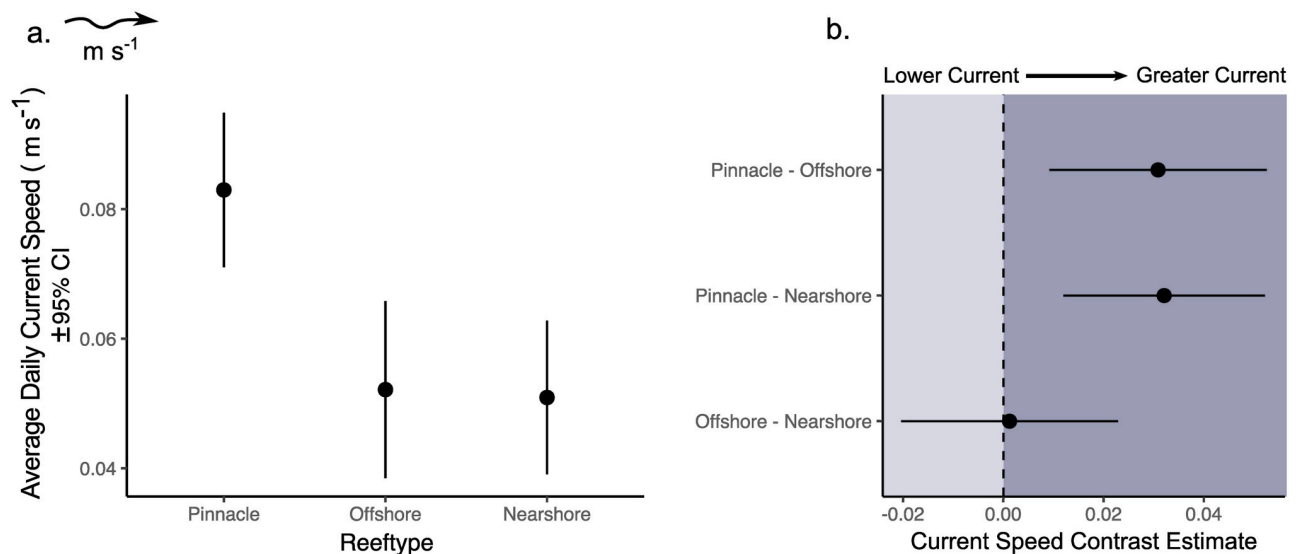 a.
m s⁻¹
Average Daily Current Speed ( m s⁻¹ )
±95% CI
0.08
0.06
0.04
Pinnacle Offshore Nearshore
Reeftype
b.
Lower Current Greater Current
Pinnacle - Offshore
Pinnacle - Nearshore
Offshore - Nearshore
-0.02 0.00 0.02 0.04
Current Speed Contrast Estimate